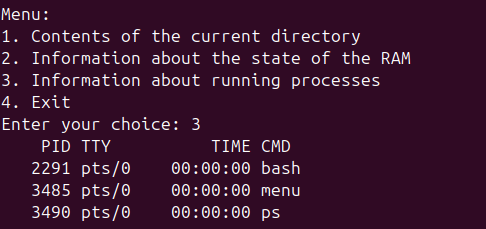 Menu:
1. Contents of the current directory
2. Information about the state of the RAM
3. Information about running processes
4. Exit
Enter your choice: 3
    PID TTY          TIME CMD
   2291 pts/0    00:00:00 bash
   3485 pts/0    00:00:00 menu
   3490 pts/0    00:00:00 ps